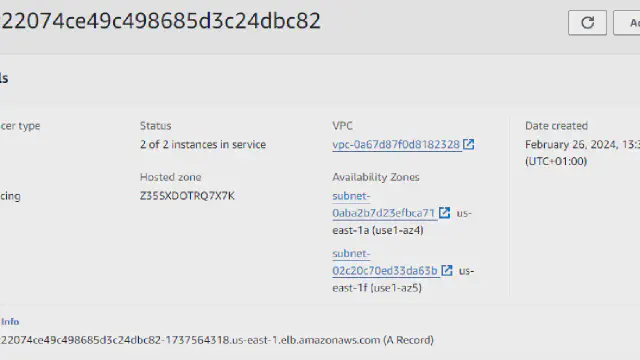 22074ce49c498685d3c24dbc82
Ac
ls
cer type
Status
VPC
Date created
2 of 2 instances in service
vpc-0a67d87f0d8182328
February 26, 2024, 13:3
(UTC+01:00)
Hosted zone
Availability Zones
cing
Z35SXDOTRQ7X7K
subnet-
0aba2b7d23efbca71 us-
east-1a (use1-az4)
subnet-
02c20c70ed33da63b us-
east-1f (use1-az5)
Info
22074ce49c498685d3c24dbc82-1737564318.us-east-1.elb.amazonaws.com (A Record)